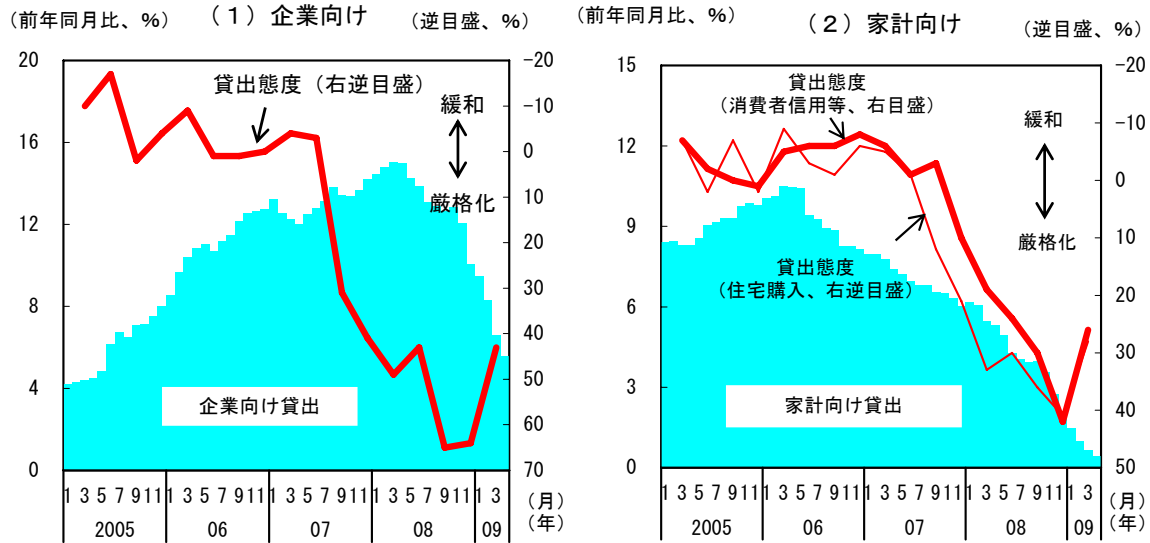 （１）企業向け
(前年同月比、%)
(逆目盛、%)
20
16
12
8
4
0
-20
-10
0
10
20
30
40
50
60
70
貸出態度（右逆目盛）
緩和
厳格化
企業向け貸出
1 3 5 7 9 11 1 3 5 7 9 11 1 3 5 7 9 11 1 3 5 7 9 11 1 3
(月)
2005 06 07 08 09
(年)
（２）家計向け
(前年同月比、%)
(逆目盛、%)
15
12
9
6
3
0
-20
-10
0
10
20
30
40
50
貸出態度
(消費者信用等、右目盛)
緩和
厳格化
貸出態度
(住宅購入、右逆目盛)
家計向け貸出
1 3 5 7 9 11 1 3 5 7 9 11 1 3 5 7 9 11 1 3 5 7 9 11 1 3
(月)
2005 06 07 08 09
(年)